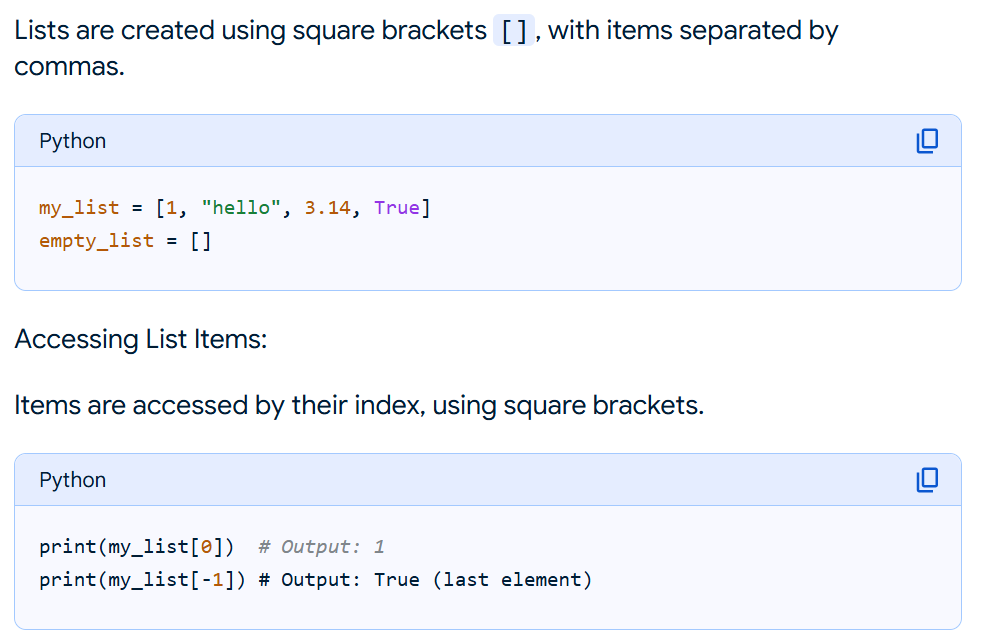 Lists are created using square brackets [], with items separated by
commas.
Python
my_list = [1, "hello", 3.14, True]
empty_list = []
Accessing List Items:
Items are accessed by their index, using square brackets.
Python
print(my_list[0])  # Output: 1
print(my_list[-1]) # Output: True (last element)